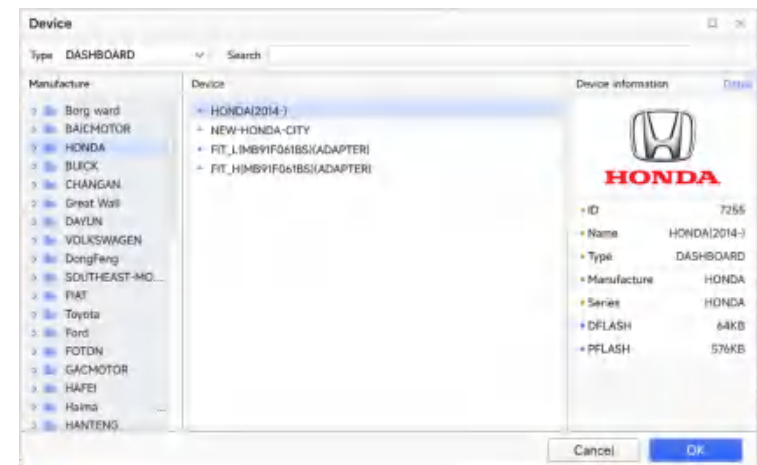 Device
Type DASHBOARD Search
Manufacture
Borg ward
BAICMOTOR
HONDA
BUICK
CHANGAN
Great Wall
DAYUN
VOLKSWAGEN
DongFeng
SOUTHEAST-MO...
FIAT
Toyota
Ford
FOTON
GACMOTOR
HAFEI
Haima
HANTENG
Device
HONDA(2014-)
NEW-HONDA-CITY
FIT_L(MB91F061BS)(ADAPTER)
FIT_H(MB91F061BS)(ADAPTER)
Device information
HONDA
ID 7255
Name HONDA(2014-)
Type DASHBOARD
Manufacture HONDA
Series HONDA
DFLASH 64KB
PFLASH 576KB
Cancel OK